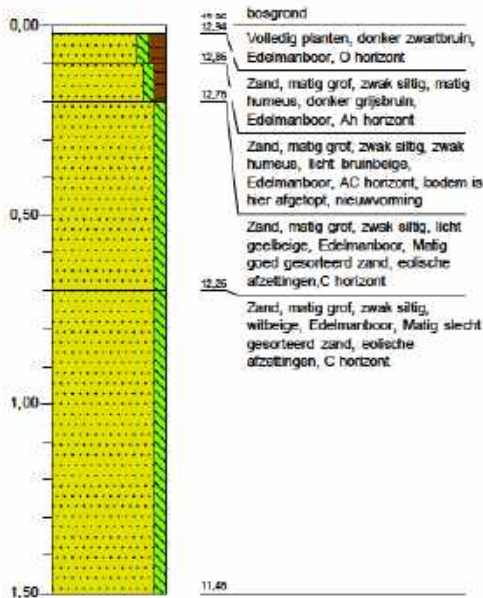 0,00
bosgrond
12,94
Volledig planten, donker zwartbruin,
Edelmanboor, O horizont
12,86
Zand, matig grof, zwak siltig, matig
humeus, donker grijsbruin,
Edelmanboor, Ah horizont
12,76
Zand, matig grof, zwak siltig, zwak
humeus, licht bruinbeige,
Edelmanboor, AC horizont, bodem is
hier afgetopt, nieuwvorming
0,50
Zand, matig grof, zwak siltig, licht
geelbeige, Edelmanboor, Matig
goed gesorteerd zand, eolische
afzettingen,C horizont
12,26
Zand, matig grof, zwak siltig,
witbeige, Edelmanboor, Matig slecht
gesorteerd zand, eolische
afzettingen, C horizont
1,00
1,50
11,46